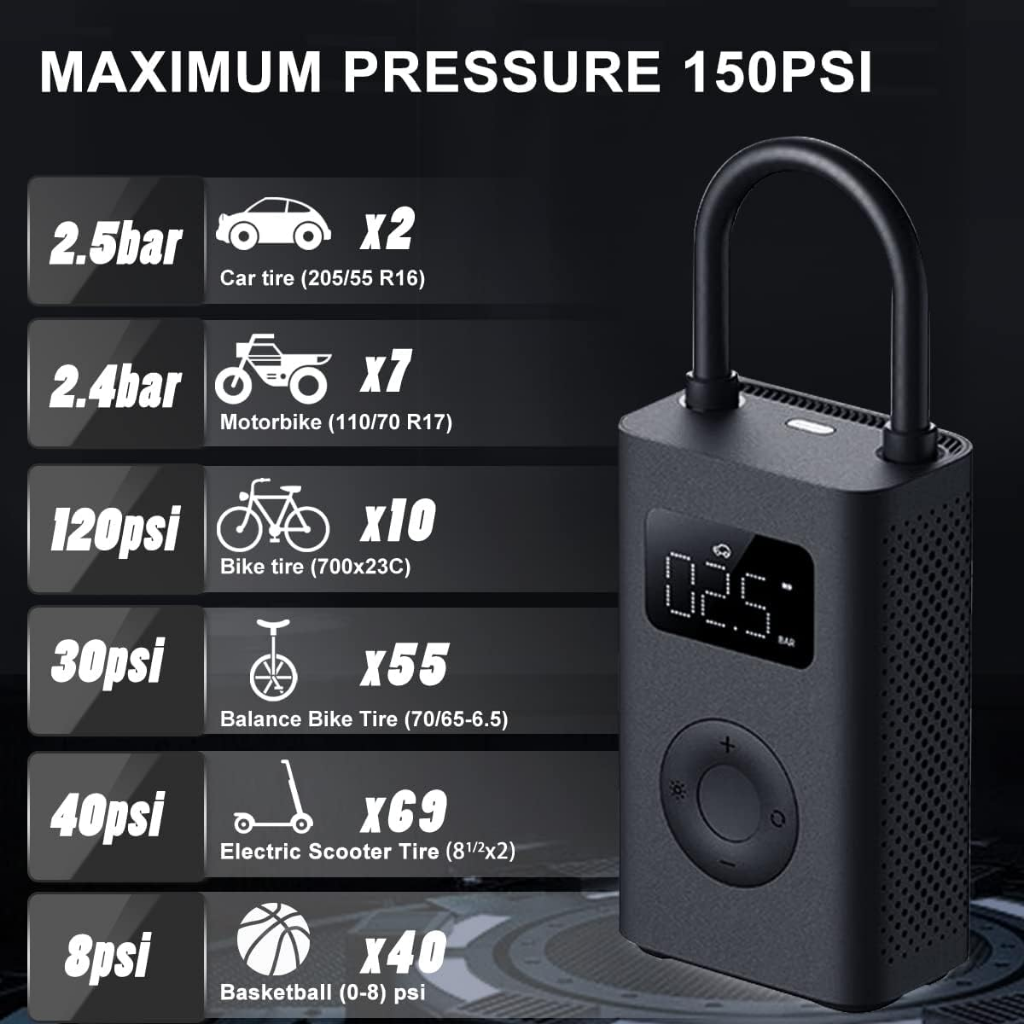 MAXIMUM PRESSURE 150PSI
2.5bar
x2
Car tire (205/55 R16)
2.4bar
x7
Motorbike (110/70 R17)
120psi
x10
Bike tire (700x23C)
30psi
x55
Balance Bike Tire (70/65-6.5)
40psi
x69
Electric Scooter Tire (8¹/²x2)
8psi
x40
Basketball (0-8) psi
02.5
BAR
+
-